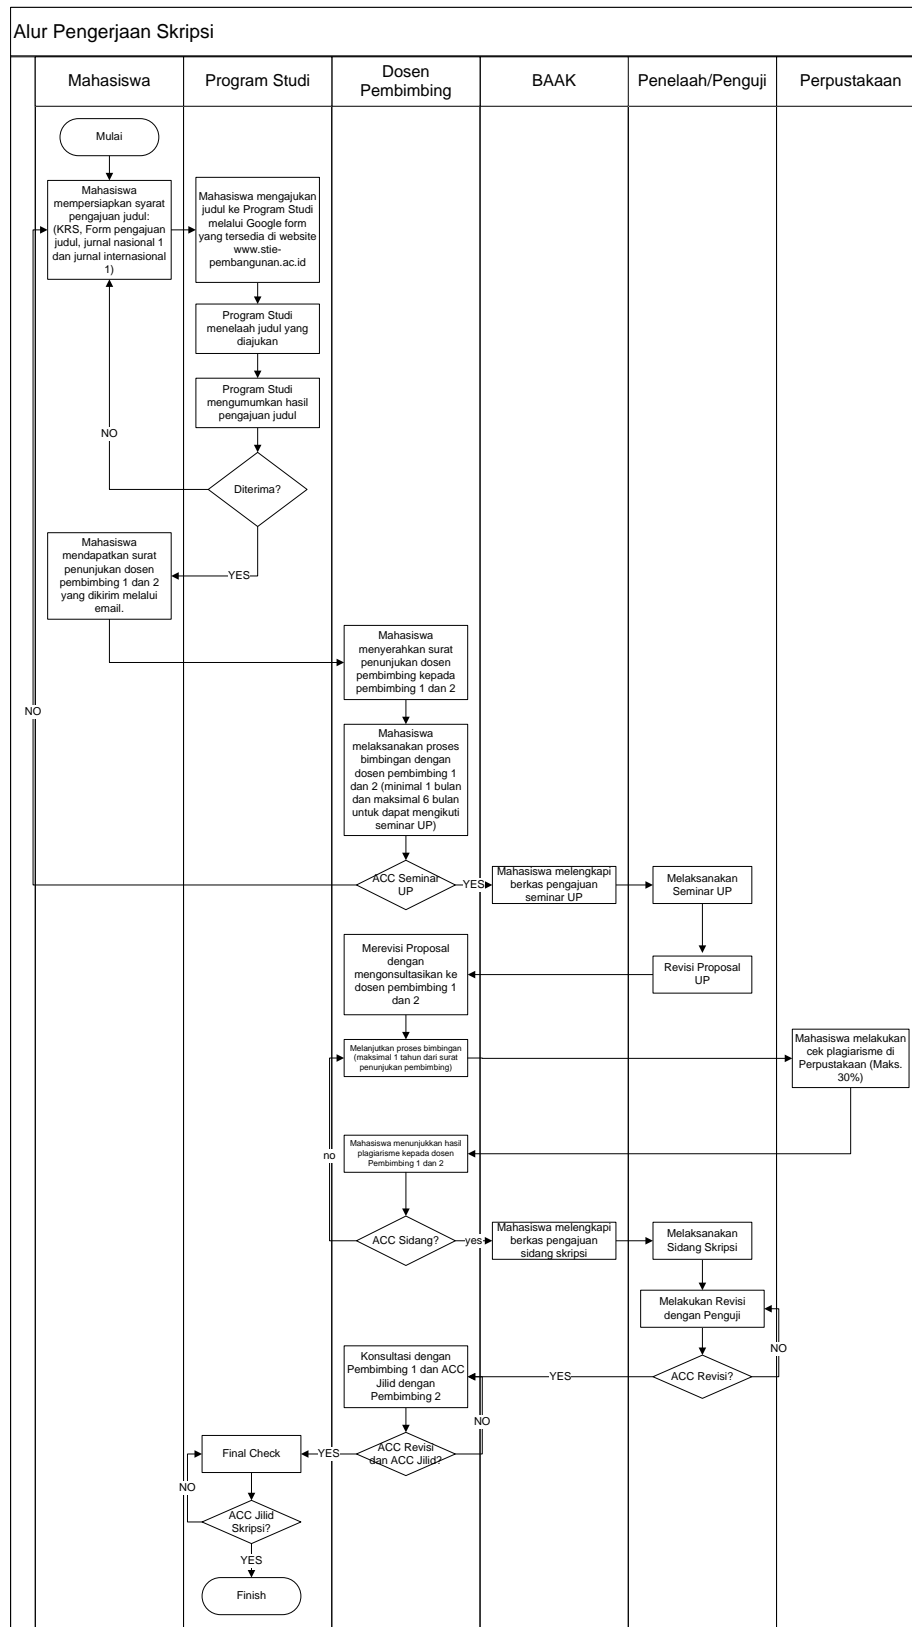 Alur Pengerjaan Skripsi
Mahasiswa
Program Studi
Dosen
Pembimbing
BAAK
Penelaah/Penguji
Perpustakaan
Mulai
Mahasiswa
mempersiapkan syarat
pengajuan judul:
(KRS, Form pengajuan
judul, jurnal nasional 1
dan jurnal internasional
1)
Mahasiswa mengajukan
judul ke Program Studi
melalui Google form
yang tersedia di website
www.stie-
pembangunan.ac.id
Program Studi
menelaah judul yang
diajukan
Program Studi
mengumumkan hasil
pengajuan judul
NO
Diterima?
Mahasiswa
mendapatkan surat
penunjukan dosen
pembimbing 1 dan 2
yang dikirim melalui
email.
YES
Mahasiswa
menyerahkan surat
penunjukan dosen
pembimbing kepada
pembimbing 1 dan 2
NO
Mahasiswa
melaksanakan proses
bimbingan dengan
dosen pembimbing 1
dan 2 (minimal 1 bulan
dan maksimal 6 bulan
untuk dapat mengikuti
seminar UP)
ACC Seminar
UP
YES
Mahasiswa melengkapi
berkas pengajuan
seminar UP
Melaksanakan
Seminar UP
Merevisi Proposal
dengan
mengonsultasikan ke
dosen pembimbing 1
dan 2
Revisi Proposal
UP
Melanjutkan proses bimbingan
(maksimal 1 tahun dari surat
penunjukan pembimbing)
Mahasiswa melakukan
cek plagiarisme di
Perpustakaan (Maks.
30%)
no
Mahasiswa menunjukkan hasil
plagiarisme kepada dosen
Pembimbing 1 dan 2
ACC Sidang?
yes
Mahasiswa melengkapi
berkas pengajuan
sidang skripsi
Melaksanakan
Sidang Skripsi
Melakukan Revisi
dengan Penguji
NO
Konsultasi dengan
Pembimbing 1 dan ACC
Jilid dengan
Pembimbing 2
YES
ACC Revisi?
NO
Final Check
YES
ACC Revisi
dan ACC Jilid?
NO
ACC Jilid
Skripsi?
YES
Finish